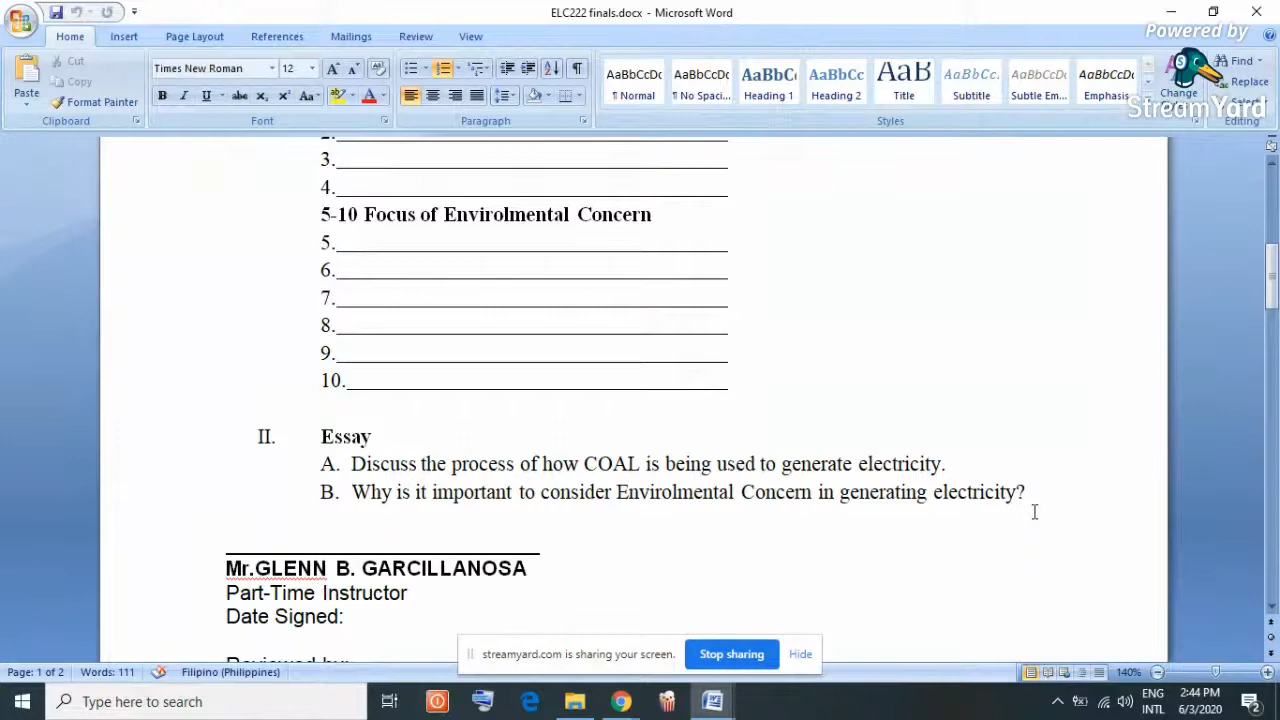 ELC222 finals.docx - Microsoft Word
Powered by
StreamYard
Home Insert Page Layout References Mailings Review View
Paste
Cut
Copy
Format Painter
Clipboard
Times New Roman 12
Font
Paragraph
AaBbCcDc AaBbCcDc AaBbC AaBbCc AaB AaBbCc. AaBbCcDc AaBbCcDc
¶ Normal ¶ No Spaci... Heading 1 Heading 2 Title Subtitle Subtle Em... Emphasis
Change
Styles
Find
Replace
Editing
2.
3.
4.
5-10 Focus of Envirolmental Concern
5.
6.
7.
8.
9.
10.
II. Essay
A. Discuss the process of how COAL is being used to generate electricity.
B. Why is it important to consider Envirolmental Concern in generating electricity?
Mr.GLENN B. GARCILLANOSA
Part-Time Instructor
Date Signed:
Reviewed by:
streamyard.com is sharing your screen. Stop sharing Hide
Page: 1 of 2 Words: 111 Filipino (Philippines) 140%
Type here to search
ENG
INTL
2:44 PM
6/3/2020
2